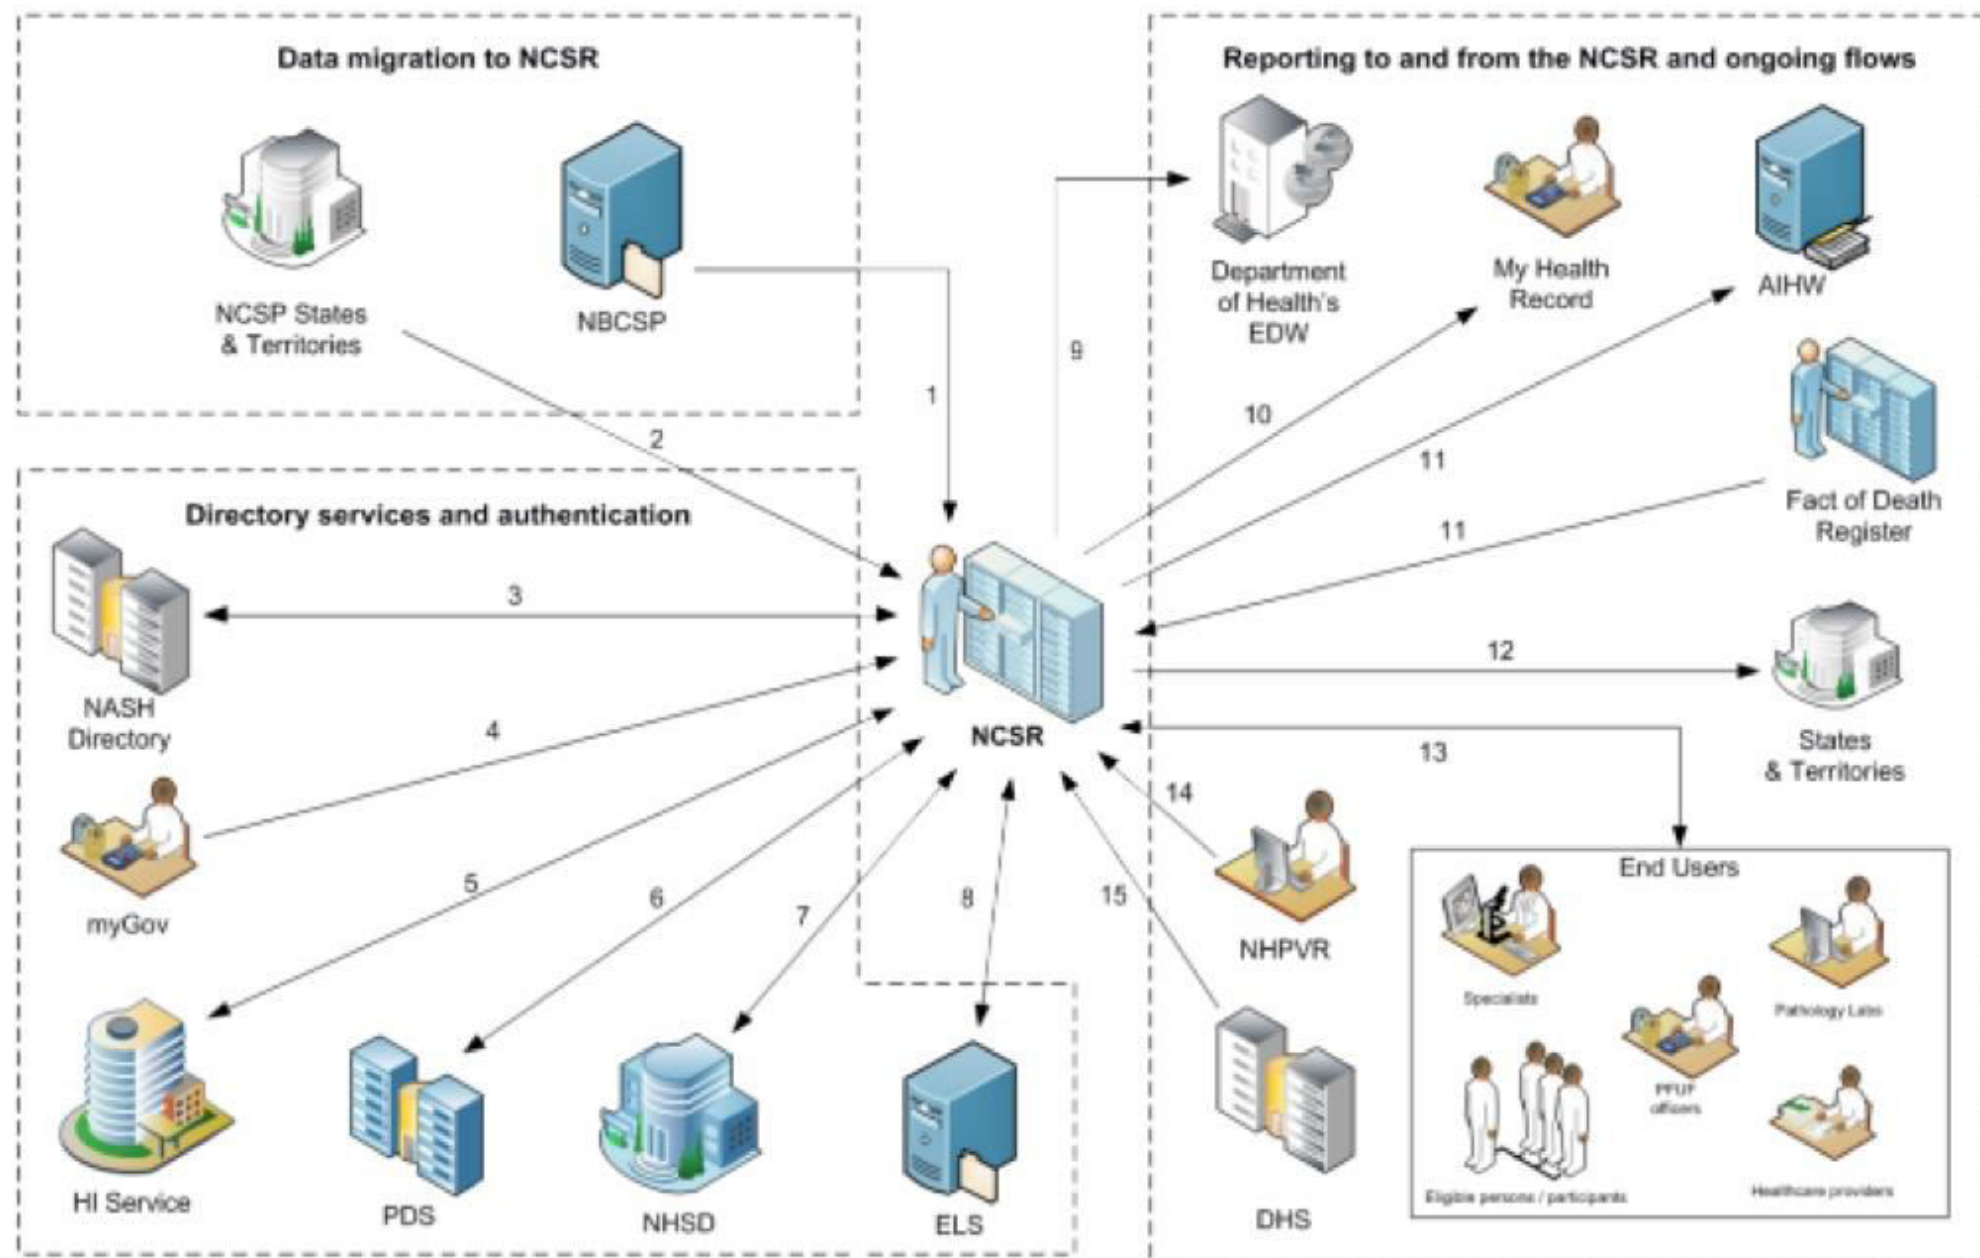 Data migration to NCSR
NCSP States
& Territories
NBCSP
1
2
Directory services and authentication
NASH
Directory
myGov
HI Service
PDS
NHSD
ELS
3
4
5
6
7
8
NCSR
Reporting to and from the NCSR and ongoing flows
Department
of Health's
EDW
My Health
Record
AIHW
Fact of Death
Register
9
10
11
11
12
States
& Territories
13
14
15
NHPVR
DHS
End Users
Specialists
Pathology Labs
PFUF
officers
Eligible persons / participants
Healthcare providers